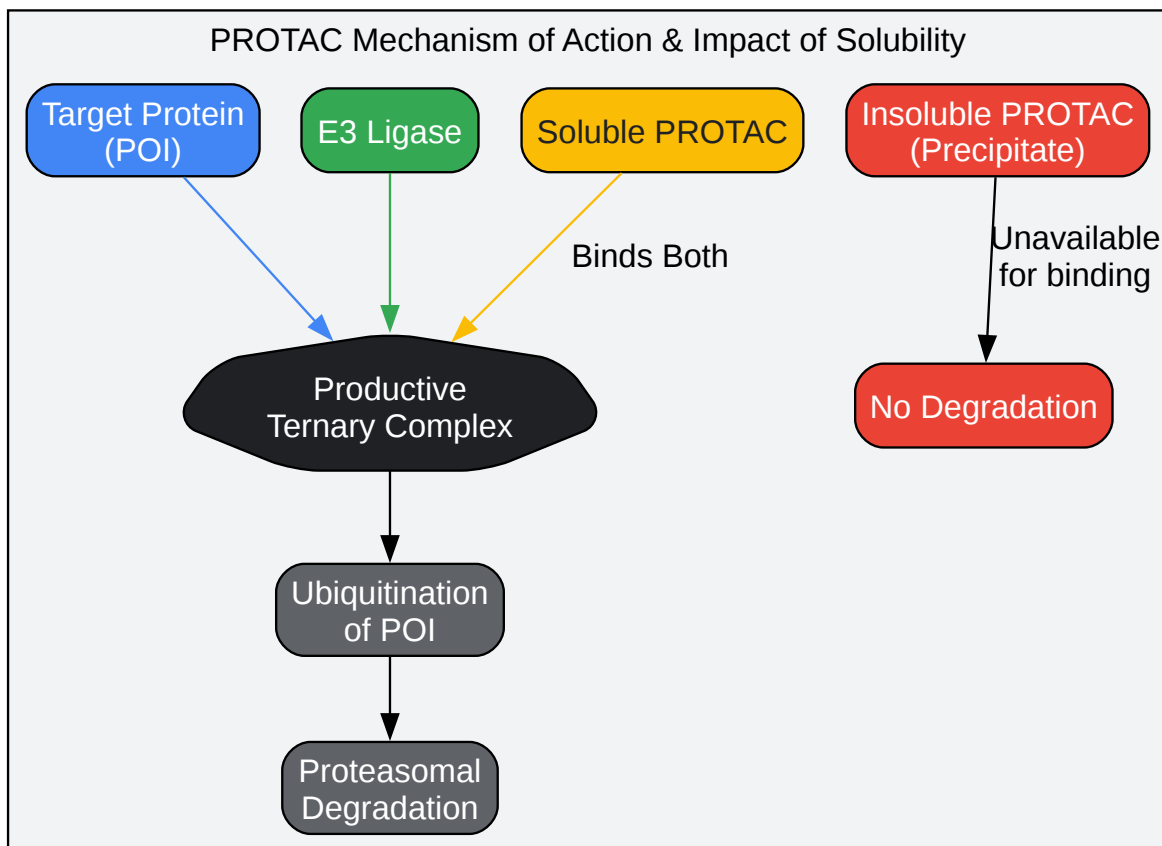 PROTAC Mechanism of Action & Impact of Solubility
Target Protein
(POI)
E3 Ligase
Soluble PROTAC
Insoluble PROTAC
(Precipitate)
Binds Both
Unavailable
for binding
Productive
Ternary Complex
No Degradation
Ubiquitination
of POI
Proteasomal
Degradation